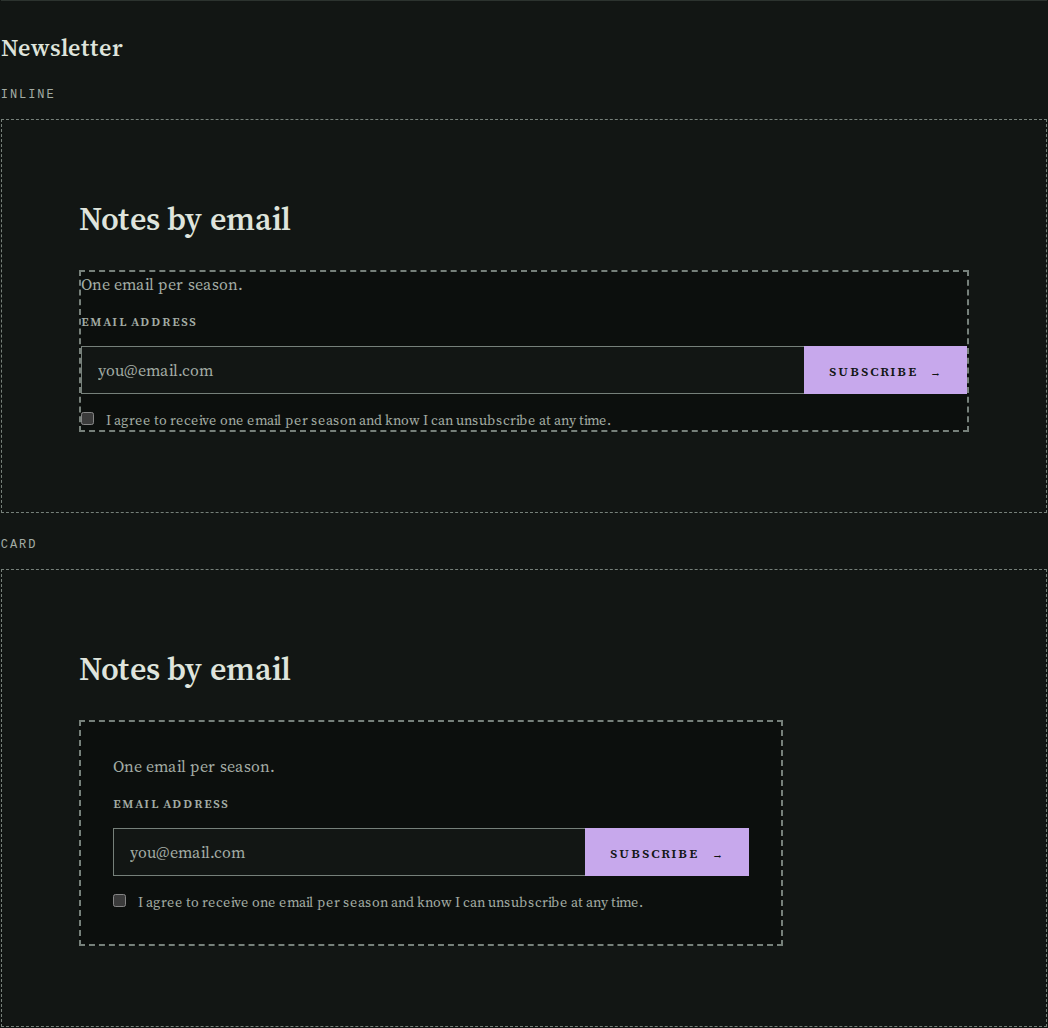 Newsletter
INLINE
Notes by email
One email per season.
EMAIL ADDRESS
you@email.com
SUBSCRIBE →
I agree to receive one email per season and know I can unsubscribe at any time.
CARD
Notes by email
One email per season.
EMAIL ADDRESS
you@email.com
SUBSCRIBE →
I agree to receive one email per season and know I can unsubscribe at any time.